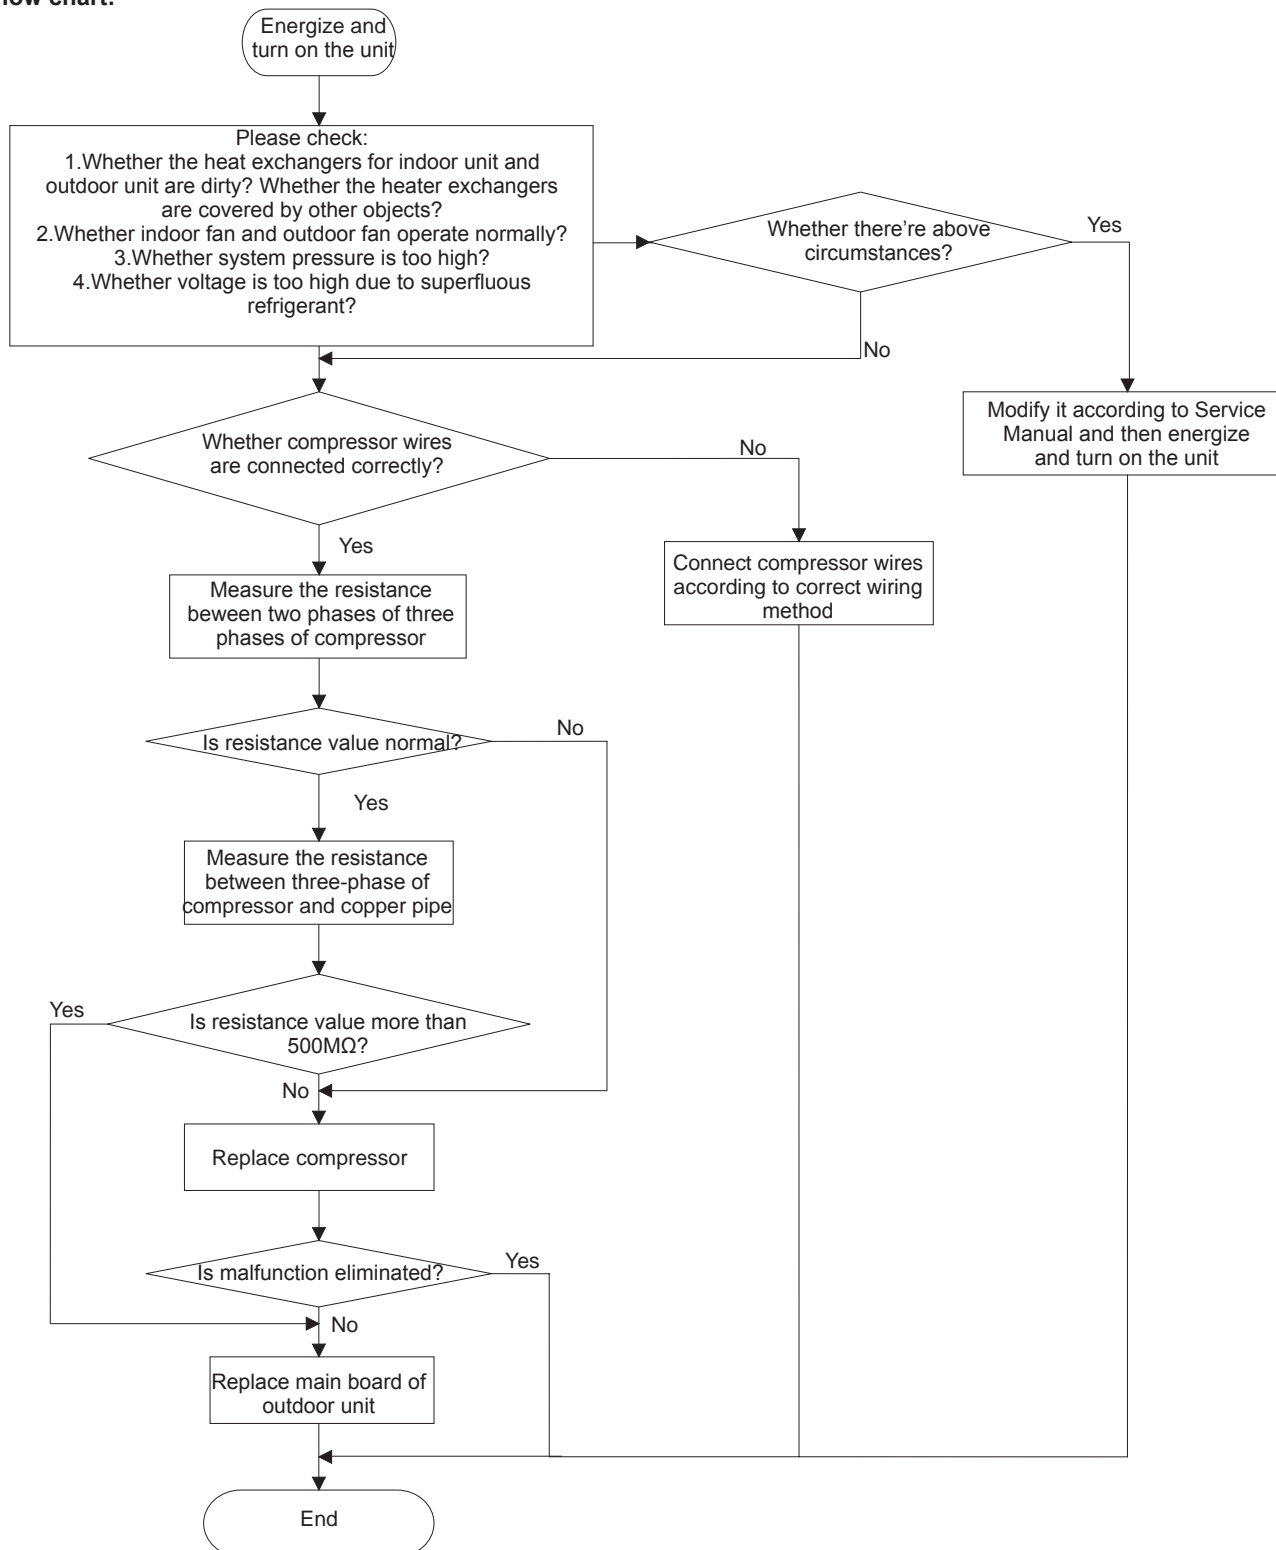 low chart:
Energize and
turn on the unit
Please check:
1.Whether the heat exchangers for indoor unit and
outdoor unit are dirty? Whether the heater exchangers
are covered by other objects?
2.Whether indoor fan and outdoor fan operate normally?
3.Whether system pressure is too high?
4.Whether voltage is too high due to superfluous
refrigerant?
Whether there're above
circumstances?
Yes
No
Modify it according to Service
Manual and then energize
and turn on the unit
Whether compressor wires
are connected correctly?
No
Yes
Connect compressor wires
according to correct wiring
method
Measure the resistance
beween two phases of three
phases of compressor
Is resistance value normal?
No
Yes
Measure the resistance
between three-phase of
compressor and copper pipe
Yes
Is resistance value more than
500MΩ?
No
Replace compressor
Is malfunction eliminated?
Yes
No
Replace main board of
outdoor unit
End